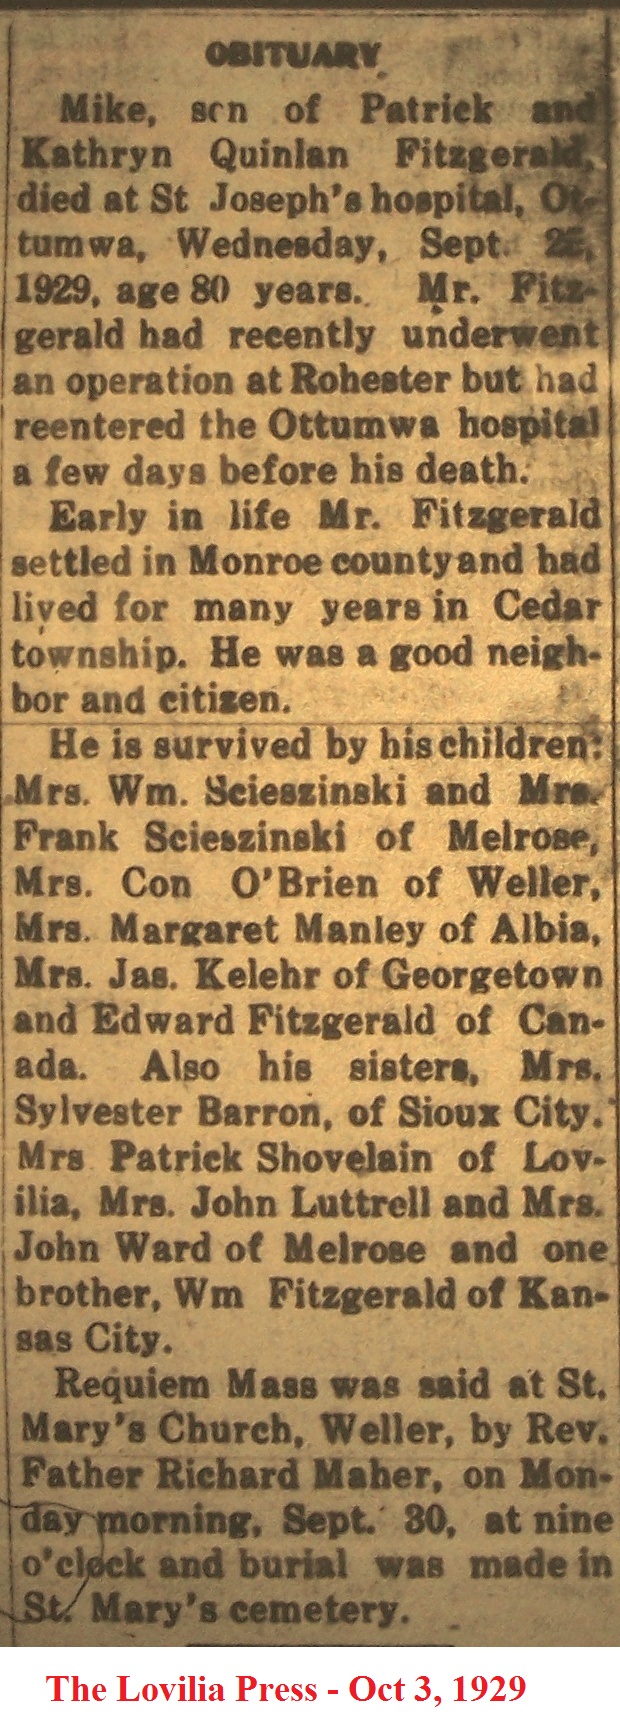 OBITUARY
Mike, son of Patrick and
Kathryn Quinlan Fitzgerald,
died at St Joseph's hospital, Ot-
tumwa, Wednesday, Sept. 25,
1929, age 80 years. Mr. Fitz-
gerald had recently underwent
an operation at Rohester but had
reentered the Ottumwa hospital
a few days before his death.
Early in life Mr. Fitzgerald
settled in Monroe county and had
lived for many years in Cedar
township. He was a good neigh-
bor and citizen.
He is survived by his children:
Mrs. Wm. Scieszinski and Mrs.
Frank Scieszinski of Melrose,
Mrs. Con O'Brien of Weller,
Mrs. Margaret Manley of Albia,
Mrs. Jas. Kelehr of Georgetown
and Edward Fitzgerald of Can-
ada. Also his sisters, Mrs.
Sylvester Barron, of Sioux City.
Mrs Patrick Shovelain of Lov-
ilia, Mrs. John Luttrell and Mrs.
John Ward of Melrose and one
brother, Wm Fitzgerald of Kan-
sas City.
Requiem Mass was said at St.
Mary's Church, Weller, by Rev.
Father Richard Maher, on Mon-
day morning, Sept. 30, at nine
o'clock and burial was made in
St. Mary's cemetery.
The Lovilia Press - Oct 3, 1929